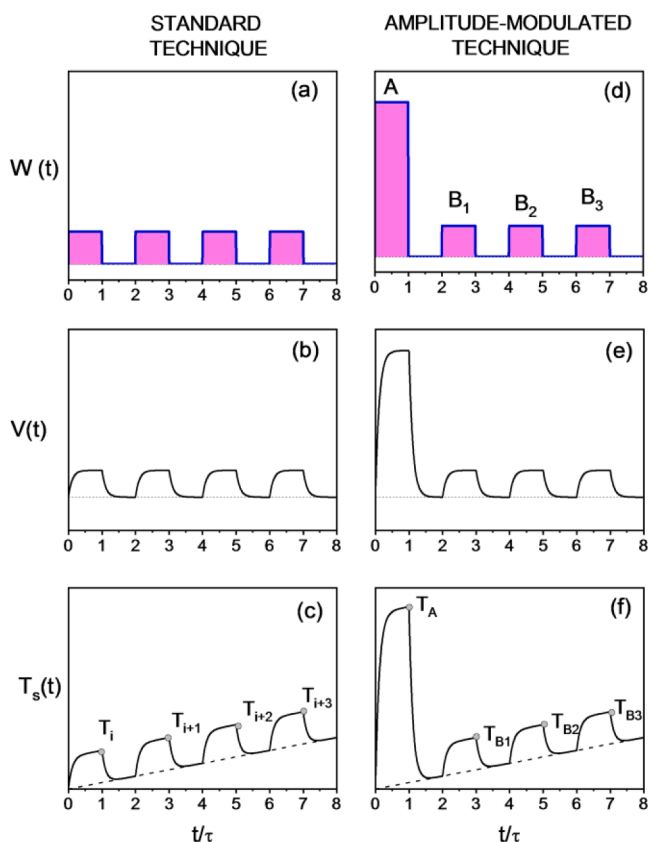 STANDARD
TECHNIQUE
AMPLITUDE-MODULATED
TECHNIQUE
W (t)
(a)
0 1 2 3 4 5 6 7 8
A
(d)
B1 B2 B3
0 1 2 3 4 5 6 7 8
V(t)
(b)
0 1 2 3 4 5 6 7 8
(e)
0 1 2 3 4 5 6 7 8
Ts(t)
(c)
Ti Ti+1 Ti+2 Ti+3
0 1 2 3 4 5 6 7 8
t/τ
(f)
TA
TB1 TB2 TB3
0 1 2 3 4 5 6 7 8
t/τ